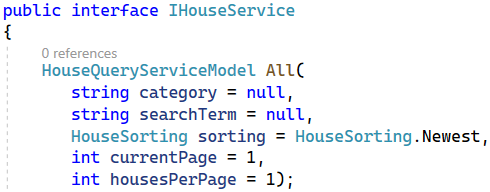 public interface IHouseService
{
0 references
HouseQueryServiceModel All(
string category = null,
string searchTerm = null,
HouseSorting sorting = HouseSorting.Newest,
int currentPage = 1,
int housesPerPage = 1);